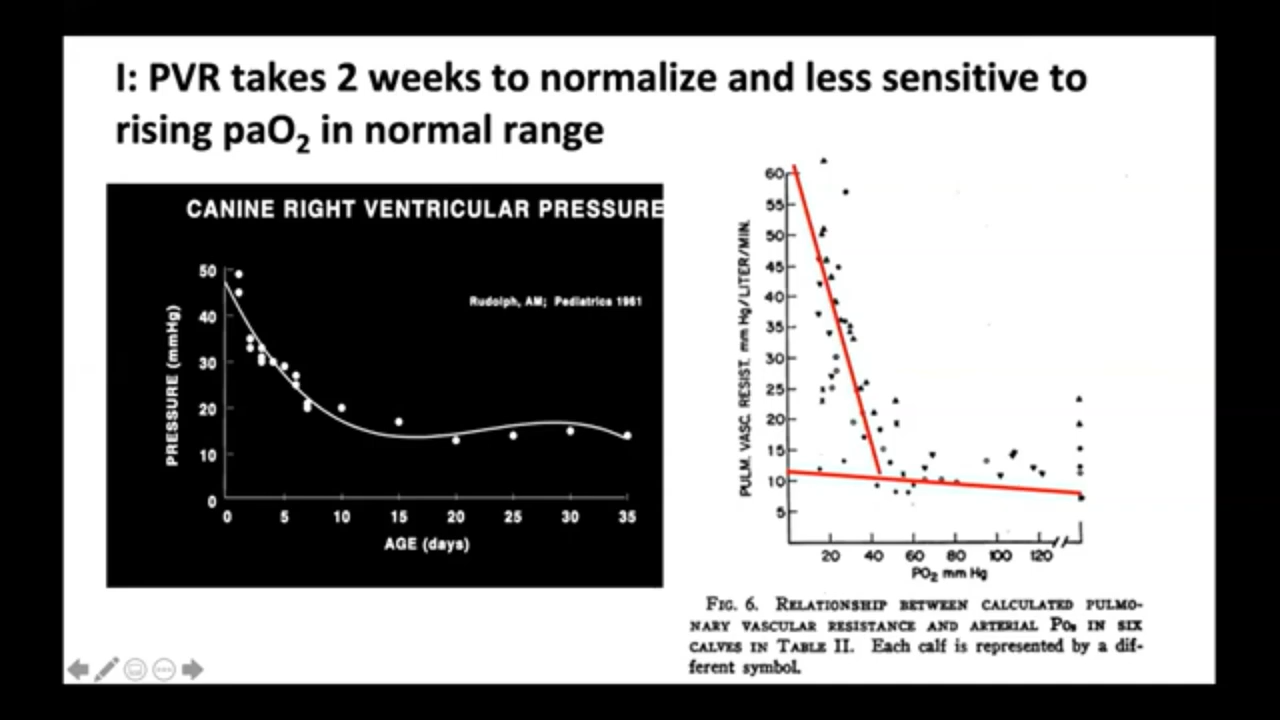 I: PVR takes 2 weeks to normalize and less sensitive to
rising paO₂ in normal range
CANINE RIGHT VENTRICULAR PRESSURE
Rudolph, AM; Pediatrics 1961
PRESSURE (mmHg)
50
40
30
20
10
0
0 5 10 15 20 25 30 35
AGE (days)
PULM. VASC. RESIST. mm Hg/LITER/MIN.
60
55
50
45
40
35
30
25
20
15
10
5
20 40 60 80 100 120
PO₂ mm Hg
FIG. 6. RELATIONSHIP BETWEEN CALCULATED PULMO-
NARY VASCULAR RESISTANCE AND ARTERIAL PO₂ IN SIX
CALVES IN TABLE II. Each calf is represented by a dif-
ferent symbol.